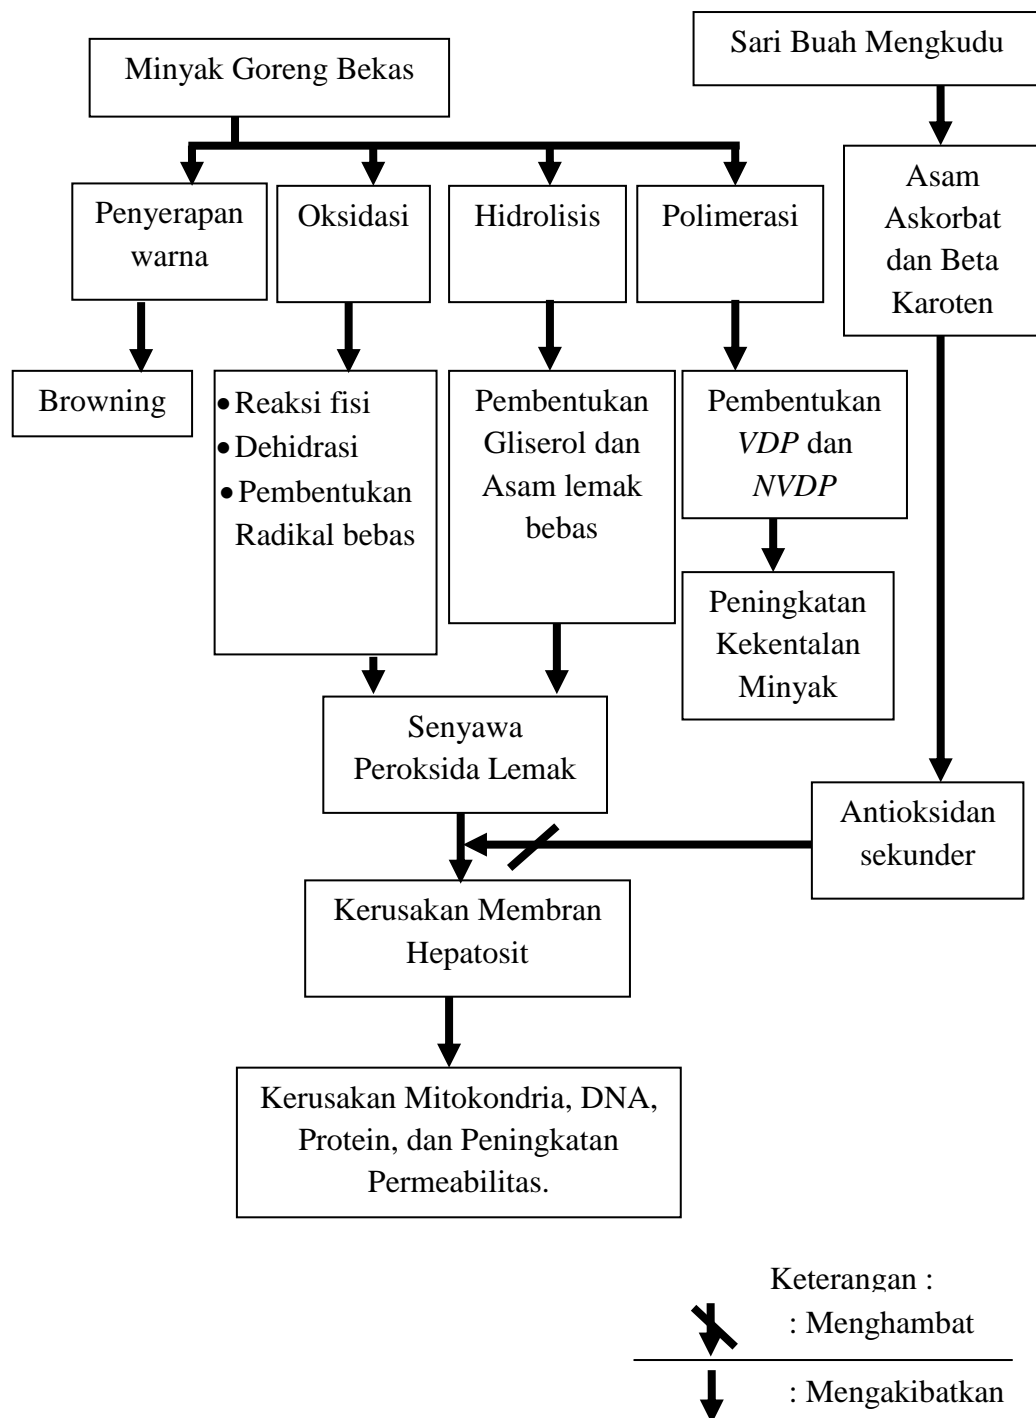 Sari Buah Mengkudu
Minyak Goreng Bekas
Penyerapan
warna
Oksidasi
Hidrolisis
Polimerasi
Asam
Askorbat
dan Beta
Karoten
Browning
• Reaksi fisi
• Dehidrasi
• Pembentukan
Radikal bebas
Pembentukan
Gliserol dan
Asam lemak
bebas
Pembentukan
VDP dan
NVDP
Peningkatan
Kekentalan
Minyak
Senyawa
Peroksida Lemak
Antioksidan
sekunder
Kerusakan Membran
Hepatosit
Kerusakan Mitokondria, DNA,
Protein, dan Peningkatan
Permeabilitas.
Keterangan :
: Menghambat
: Mengakibatkan